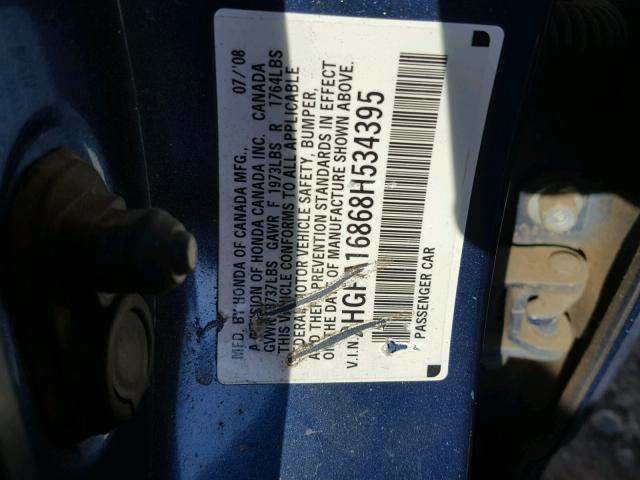 MFD. BY HONDA OF CANADA MFG., 07/'08
A DIVISION OF HONDA CANADA INC. CANADA
GVWR 3737LBS GAWR F 1973LBS R 1764LBS
THIS VEHICLE CONFORMS TO ALL APPLICABLE
FEDERAL MOTOR VEHICLE SAFETY, BUMPER,
AND THEFT PREVENTION STANDARDS IN EFFECT
ON THE DATE OF MANUFACTURE SHOWN ABOVE.
V.I.N. 2HGFA16868H534395
PASSENGER CAR